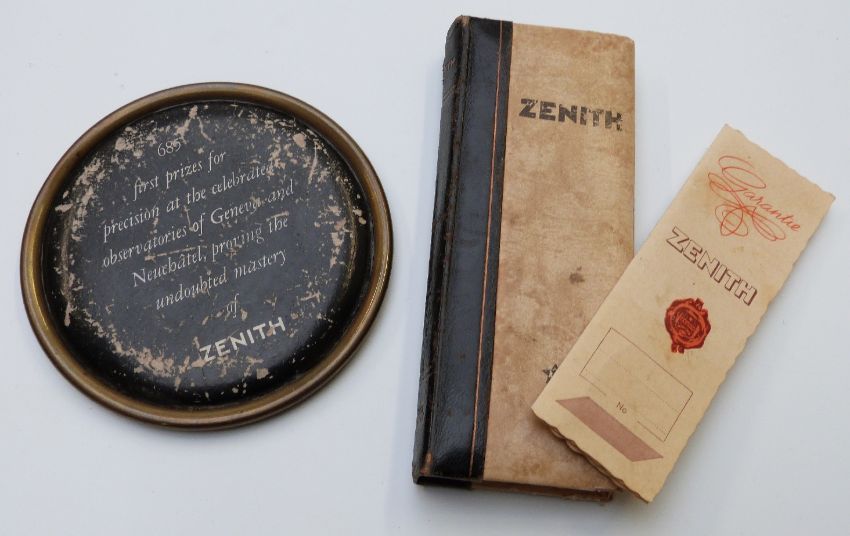 685
first prizes for
precision at the celebrated
observatories of Geneva and
Neuchâtel, proving the
undoubted mastery
of
ZENITH
ZENITH
Garantie
ZENITH
No